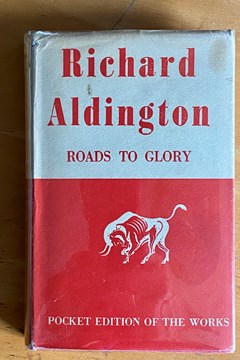 Richard
Aldington
ROADS TO GLORY
POCKET EDITION OF THE WORKS